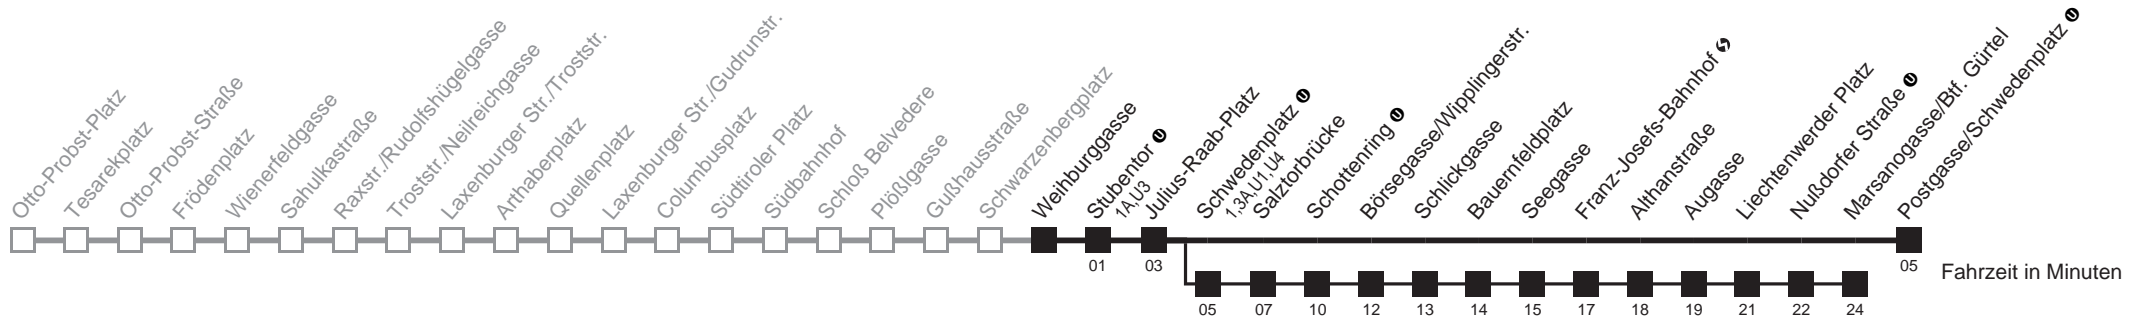 Otto-Probst-Platz
Tesarekplatz
Otto-Probst-Straße
Frödenplatz
Wienerfeldgasse
Sahulkastraße
Raxstr./Rudolfshügelgasse
Troststr./Neilreichgasse
Laxenburger Str./Troststr.
Arthaberplatz
Quellenplatz
Laxenburger Str./Gudrunstr.
Columbusplatz
Südtiroler Platz
Südbahnhof
Schloß Belvedere
Plößlgasse
Gußhausstraße
Schwarzenbergplatz
Weihburggasse
Stubentor U
1A,U3
Julius-Raab-Platz
Schwedenplatz U
1,3A,U1,U4
Salztorbrücke
Schottenring U
Börsegasse/Wipplingerstr.
Schlickgasse
Bauernfeldplatz
Seegasse
Franz-Josefs-Bahnhof
Althanstraße
Augasse
Liechtenwerder Platz
Nußdorfer Straße U
Marsanogasse/Btf. Gürtel
Postgasse/Schwedenplatz U
01 03 05
Fahrzeit in Minuten
05 07 10 12 13 14 15 17 18 19 21 22 24